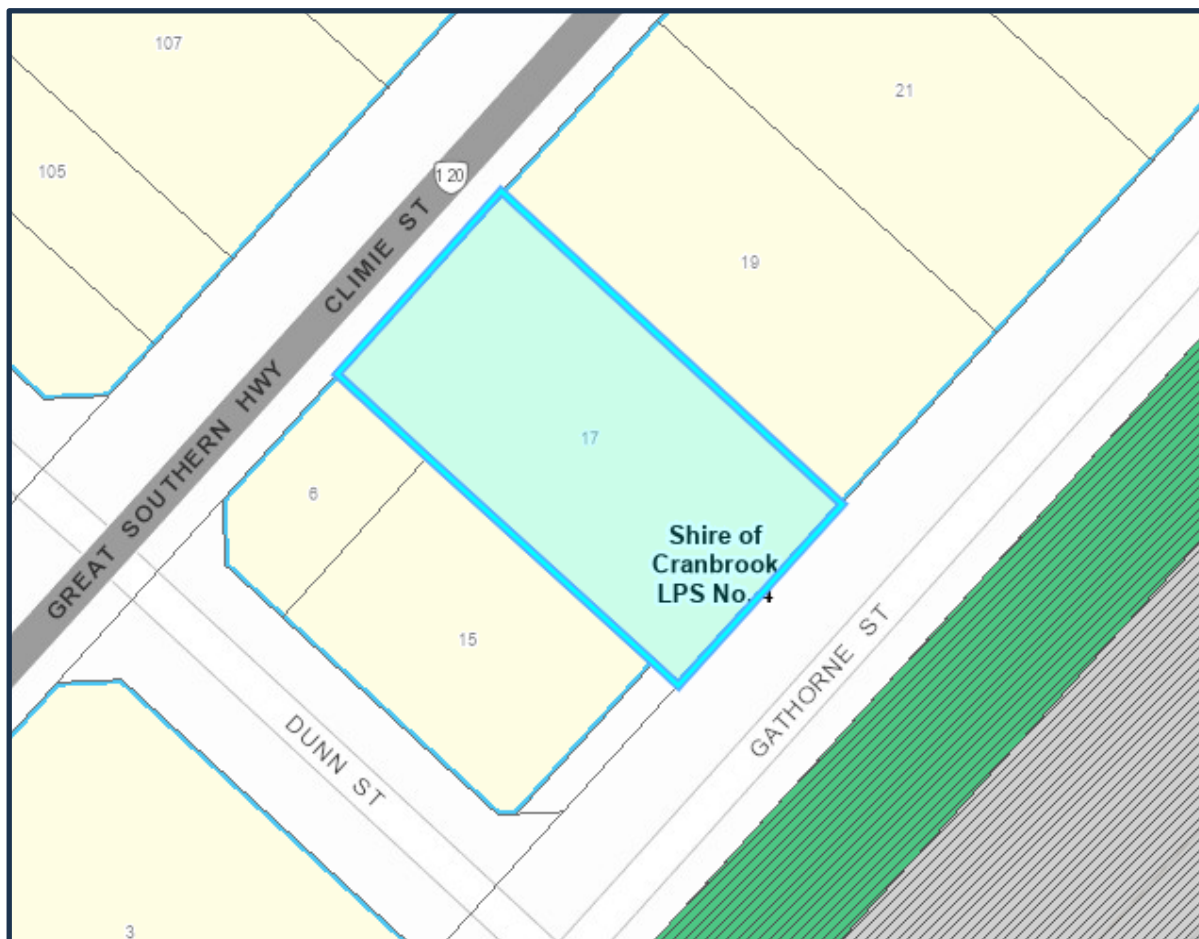 107
21
105
1 20
CLIMIE ST
19
GREAT SOUTHERN HWY
17
6
Shire of
Cranbrook
LPS No. 4
15
GATHORNE ST
DUNN ST
3